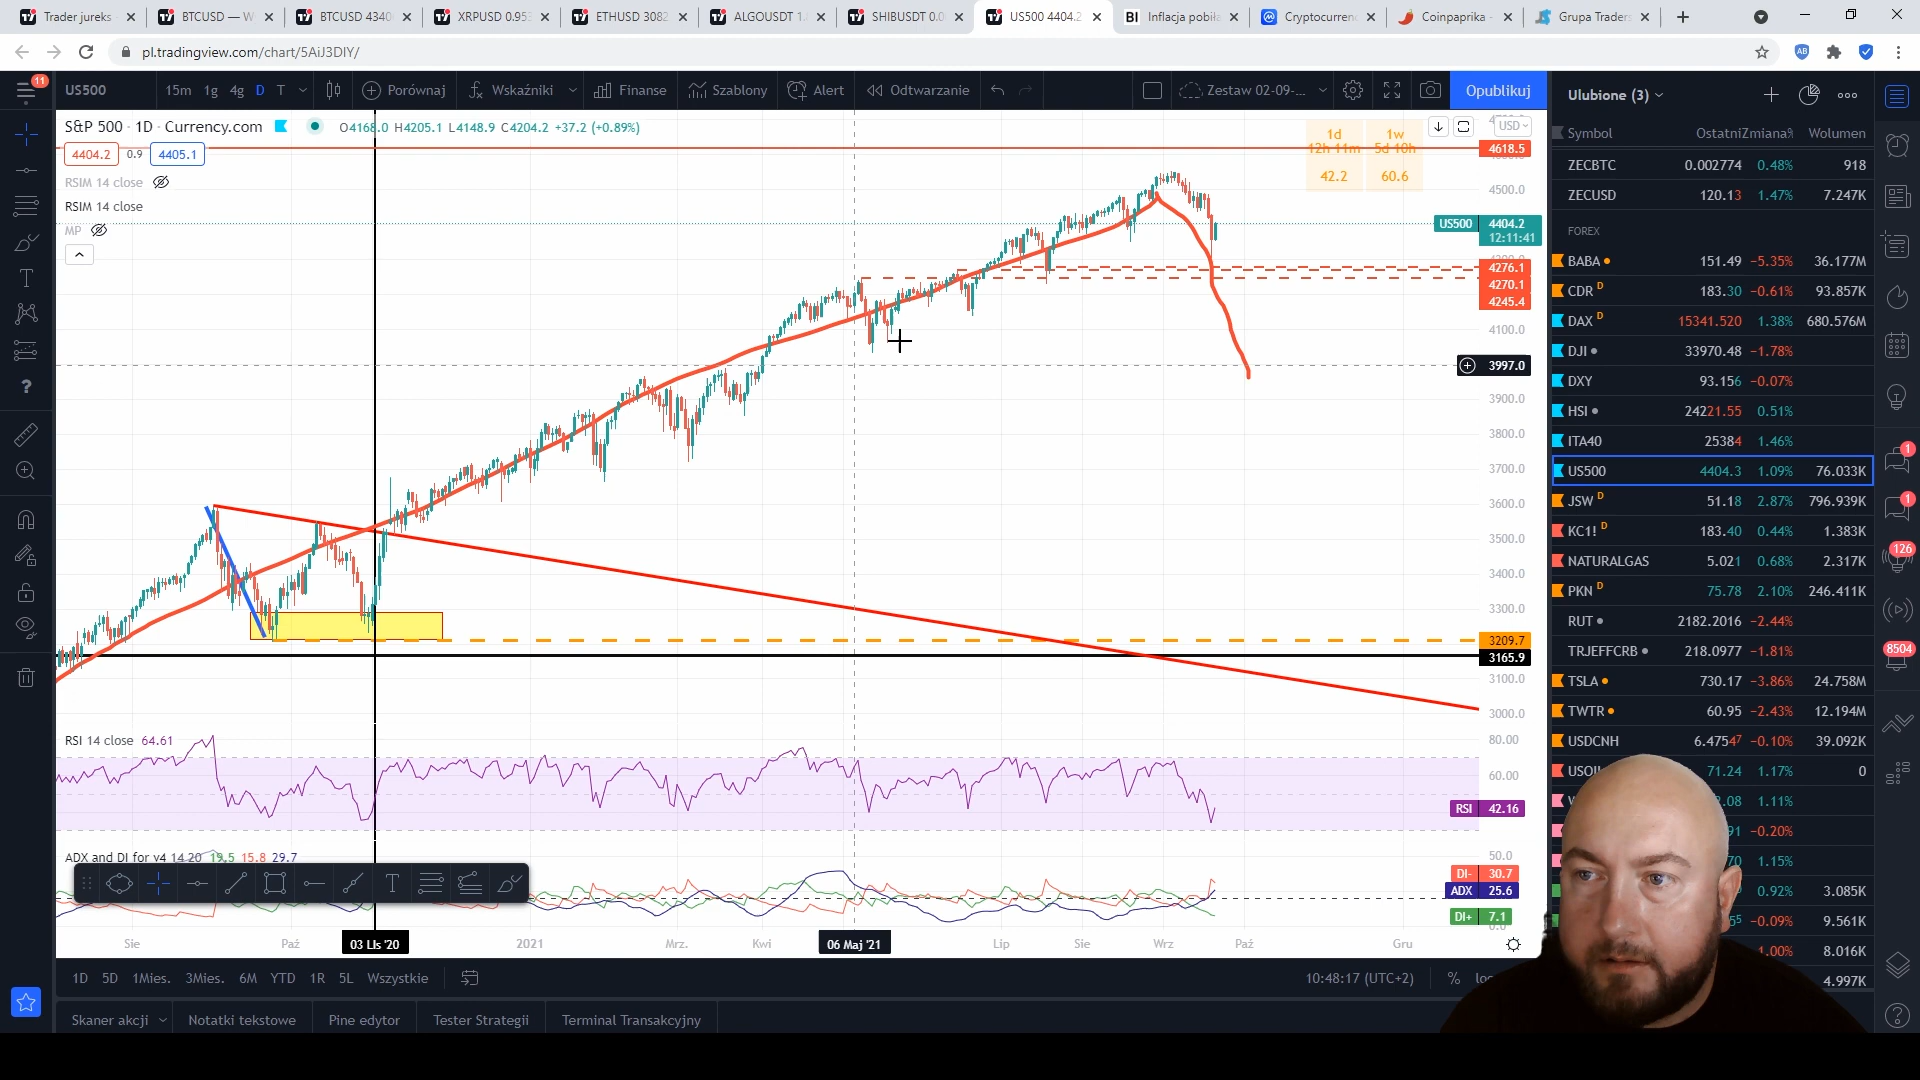 Trader jureks -
BTCUSD — W
BTCUSD 4340
XRPUSD 0.953
ETHUSD 3082
ALGOUSDT 1.
SHIBUSDT 0.0
US500 4404.2
Inflacja pobiła
Cryptocurren
Coinpaprika -
Grupa Traders
pl.tradingview.com/chart/5AiJ3DIY/
11
US500
15m 1g 4g D T
Porównaj
Wskaźniki
Finanse
Szablony
Alert
Odtwarzanie
Zestaw 02-09-...
Opublikuj
S&P 500 · 1D · Currency.com
O4168.0 H4205.1 L4148.9 C4204.2 +37.2 (+0.89%)
4404.2 0.9 4405.1
RSIM 14 close
RSIM 14 close
MP
1d 1w
12h 11m 5d 10h
42.2 60.6
USD
4618.5
4500.0
US500 4404.2
12:11:41
4276.1
4270.1
4245.4
4100.0
3997.0
3900.0
3800.0
3700.0
3600.0
3500.0
3400.0
3300.0
3209.7
3165.9
3100.0
3000.0
RSI 14 close 64.61
80.00
60.00
RSI 42.16
ADX and DI for v4 14 20 19.5 15.8 29.7
50.0
DI- 30.7
ADX 25.6
DI+ 7.1
0.0
Sie Paź 03 Lis '20 2021 Mrz. Kwi 06 Maj '21 Lip Sie Wrz Paź Gru
1D 5D 1Mies. 3Mies. 6M YTD 1R 5L Wszystkie
10:48:17 (UTC+2) %
Skaner akcji
Notatki tekstowe
Pine edytor
Tester Strategii
Terminal Transakcyjny
Ulubione (3)
Symbol Ostatni Zmiana% Wolumen
ZECBTC 0.002774 0.48% 918
ZECUSD 120.13 1.47% 7.247K
FOREX
BABA 151.49 −5.35% 36.177M
CDR D 183.30 −0.61% 93.857K
DAX D 15341.520 1.38% 680.576M
DJI 33970.48 −1.78%
DXY 93.156 −0.07%
HSI 24221.55 0.51%
ITA40 25384 1.46%
US500 4404.3 1.09% 76.033K
JSW D 51.18 2.87% 796.939K
KC1! D 183.40 0.44% 1.383K
NATURALGAS 5.021 0.68% 2.317K
PKN D 75.78 2.10% 246.411K
RUT 2182.2016 −2.44%
TRJEFFCRB 218.0977 −1.81%
TSLA 730.17 −3.86% 24.758M
TWTR 60.95 −2.43% 12.194M
USDCNH 6.4754⁷ −0.10% 39.092K
71.24 1.17% 0
1.11%
−0.20%
1.15%
0.92% 3.085K
−0.09% 9.561K
8.016K
4.997K
1
1
126
8504